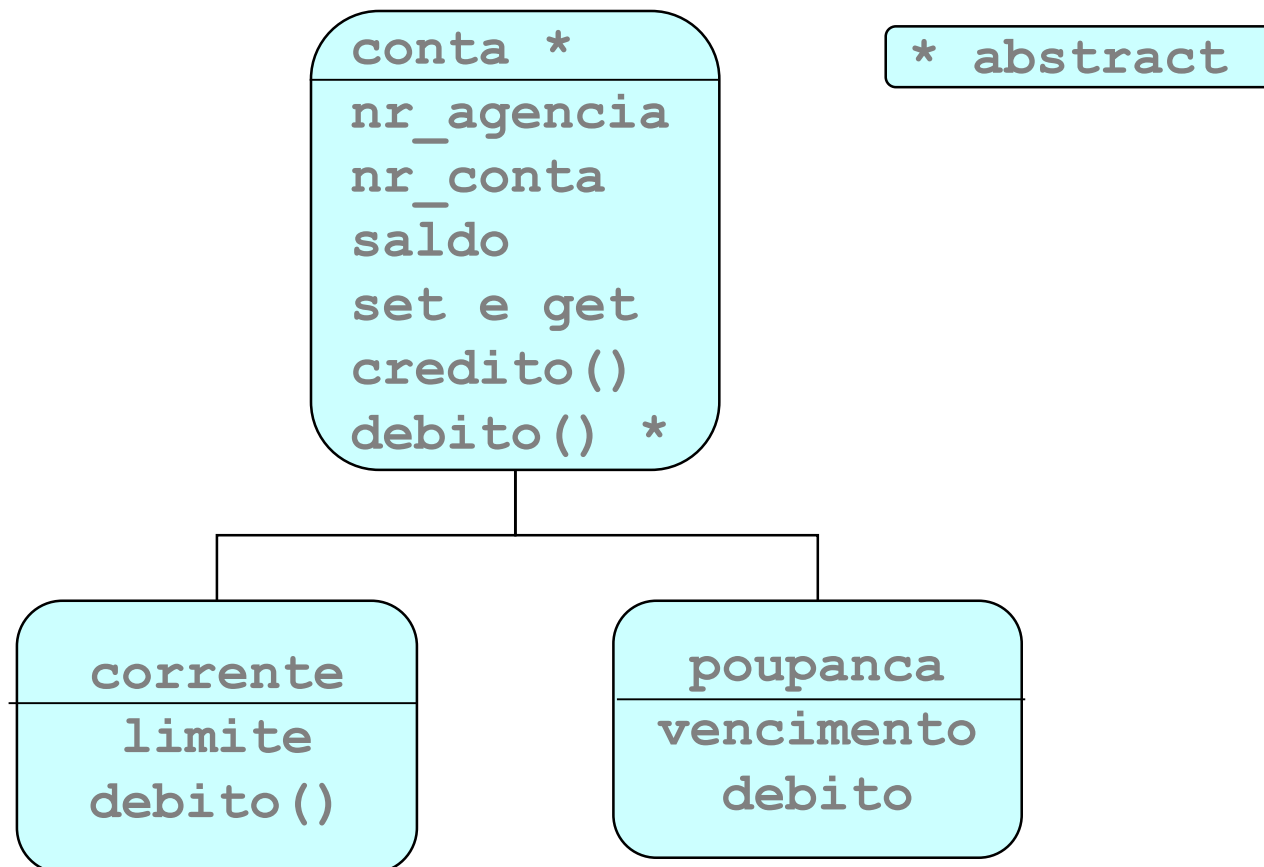 conta *
* abstract
nr_agencia
nr_conta
saldo
set e get
credito()
debito() *
corrente
limite
debito()
poupanca
vencimento
debito